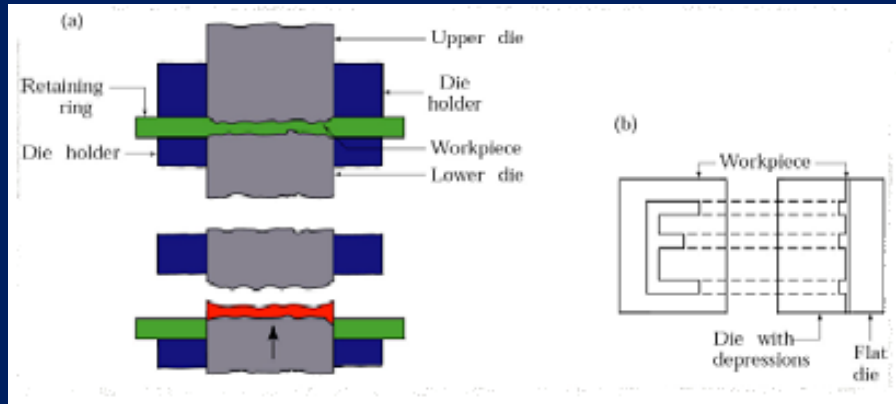 (a)
Upper die
Retaining
ring
Die
holder
Die holder
Workpiece
Lower die
(b)
Workpiece
Die with
depressions
Flat
die